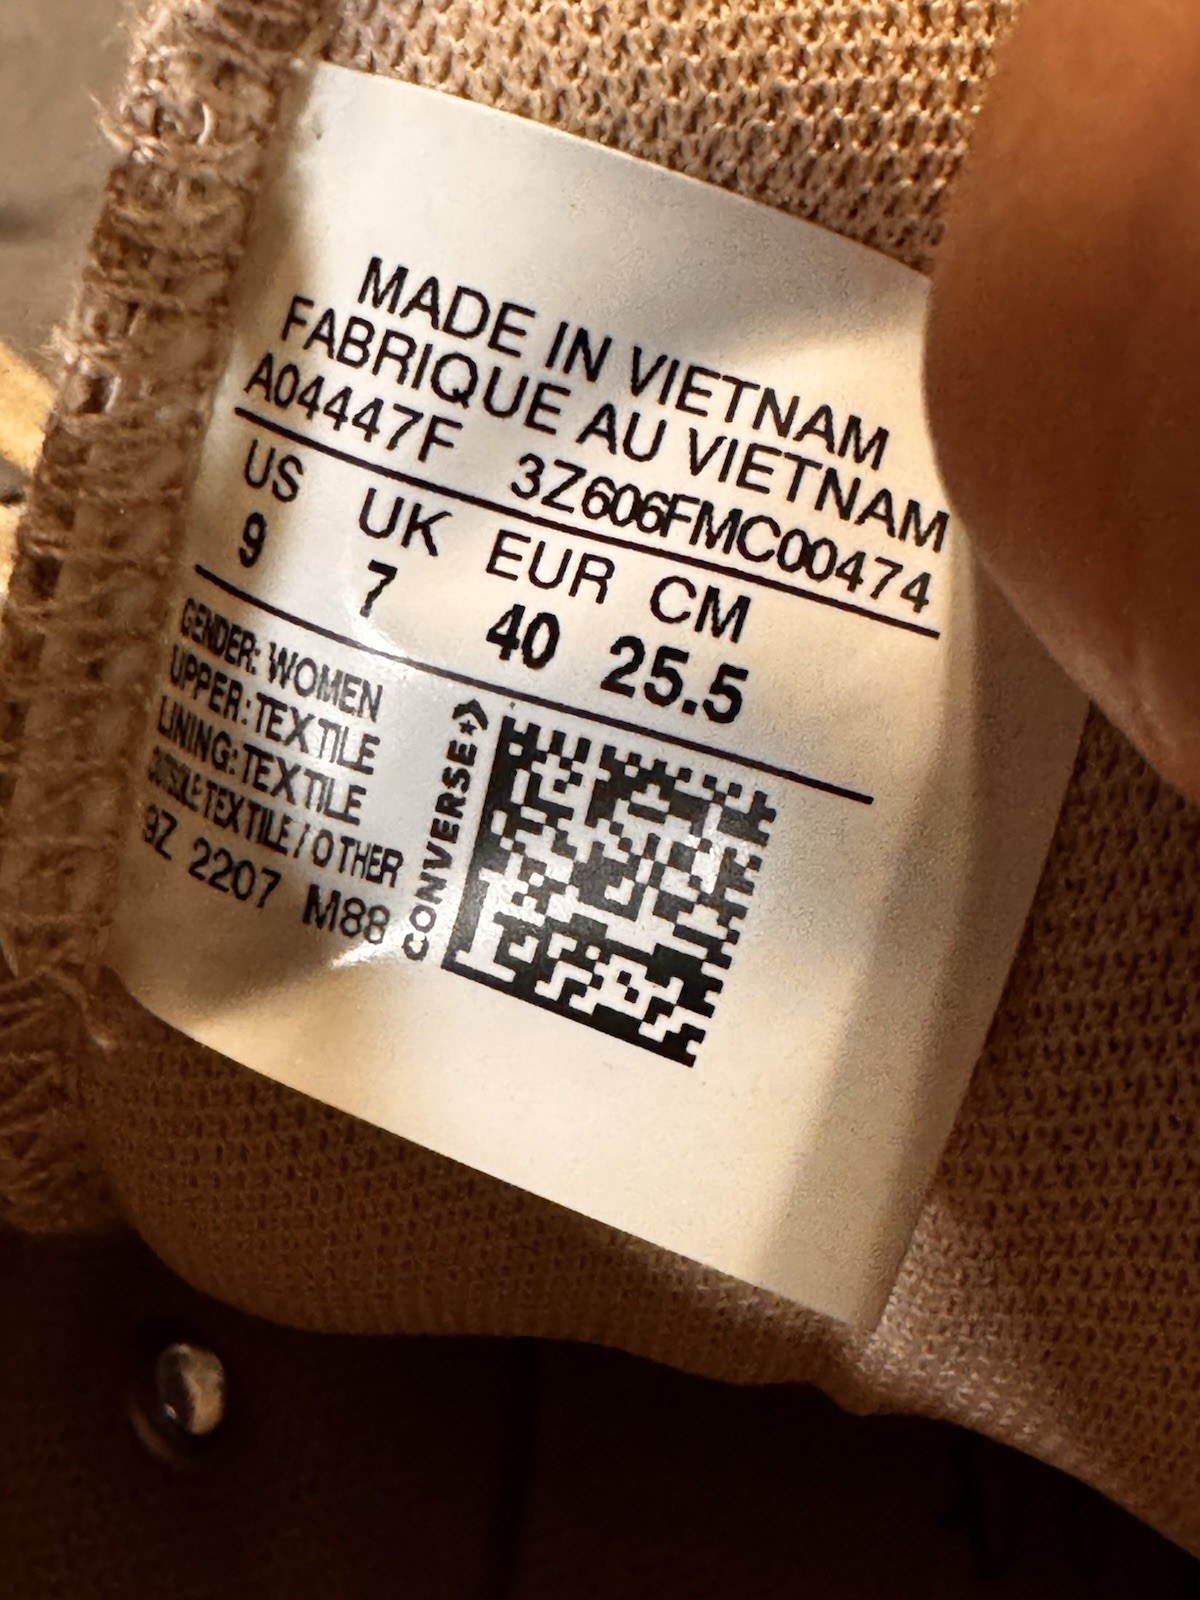 MADE IN VIETNAM
FABRIQUE AU VIETNAM
A04447F 3Z606FMC00474
US UK EUR CM
9 7 40 25.5
GENDER: WOMEN
UPPER: TEXTILE
LINING: TEXTILE
OUTSOLE TEXTILE / OTHER
9Z 2207 M88
CONVERSE